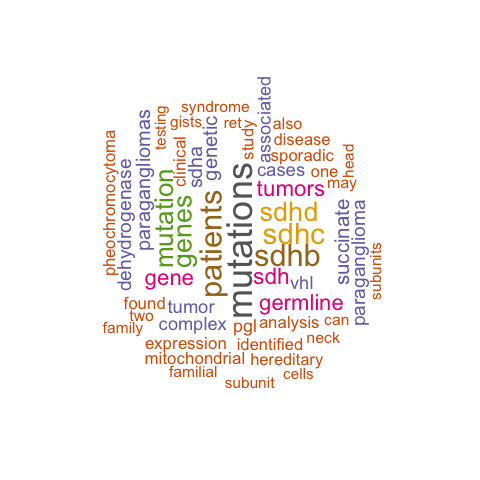 syndrome
associated
gists
ret
also
testing
study
disease
paragangliomas
genetic
pheochromocytoma
clinical
sporadic
head
dehydrogenase
sdha
cases
one
mutation
mutations
tumors
may
genes
patients
sdhd
succinate
paraganglioma
sdhc
subunits
sdhb
gene
sdh
vhl
found
tumor
germline
two
family
complex
pgl
analysis
can
expression
identified
neck
mitochondrial
hereditary
familial
cells
subunit